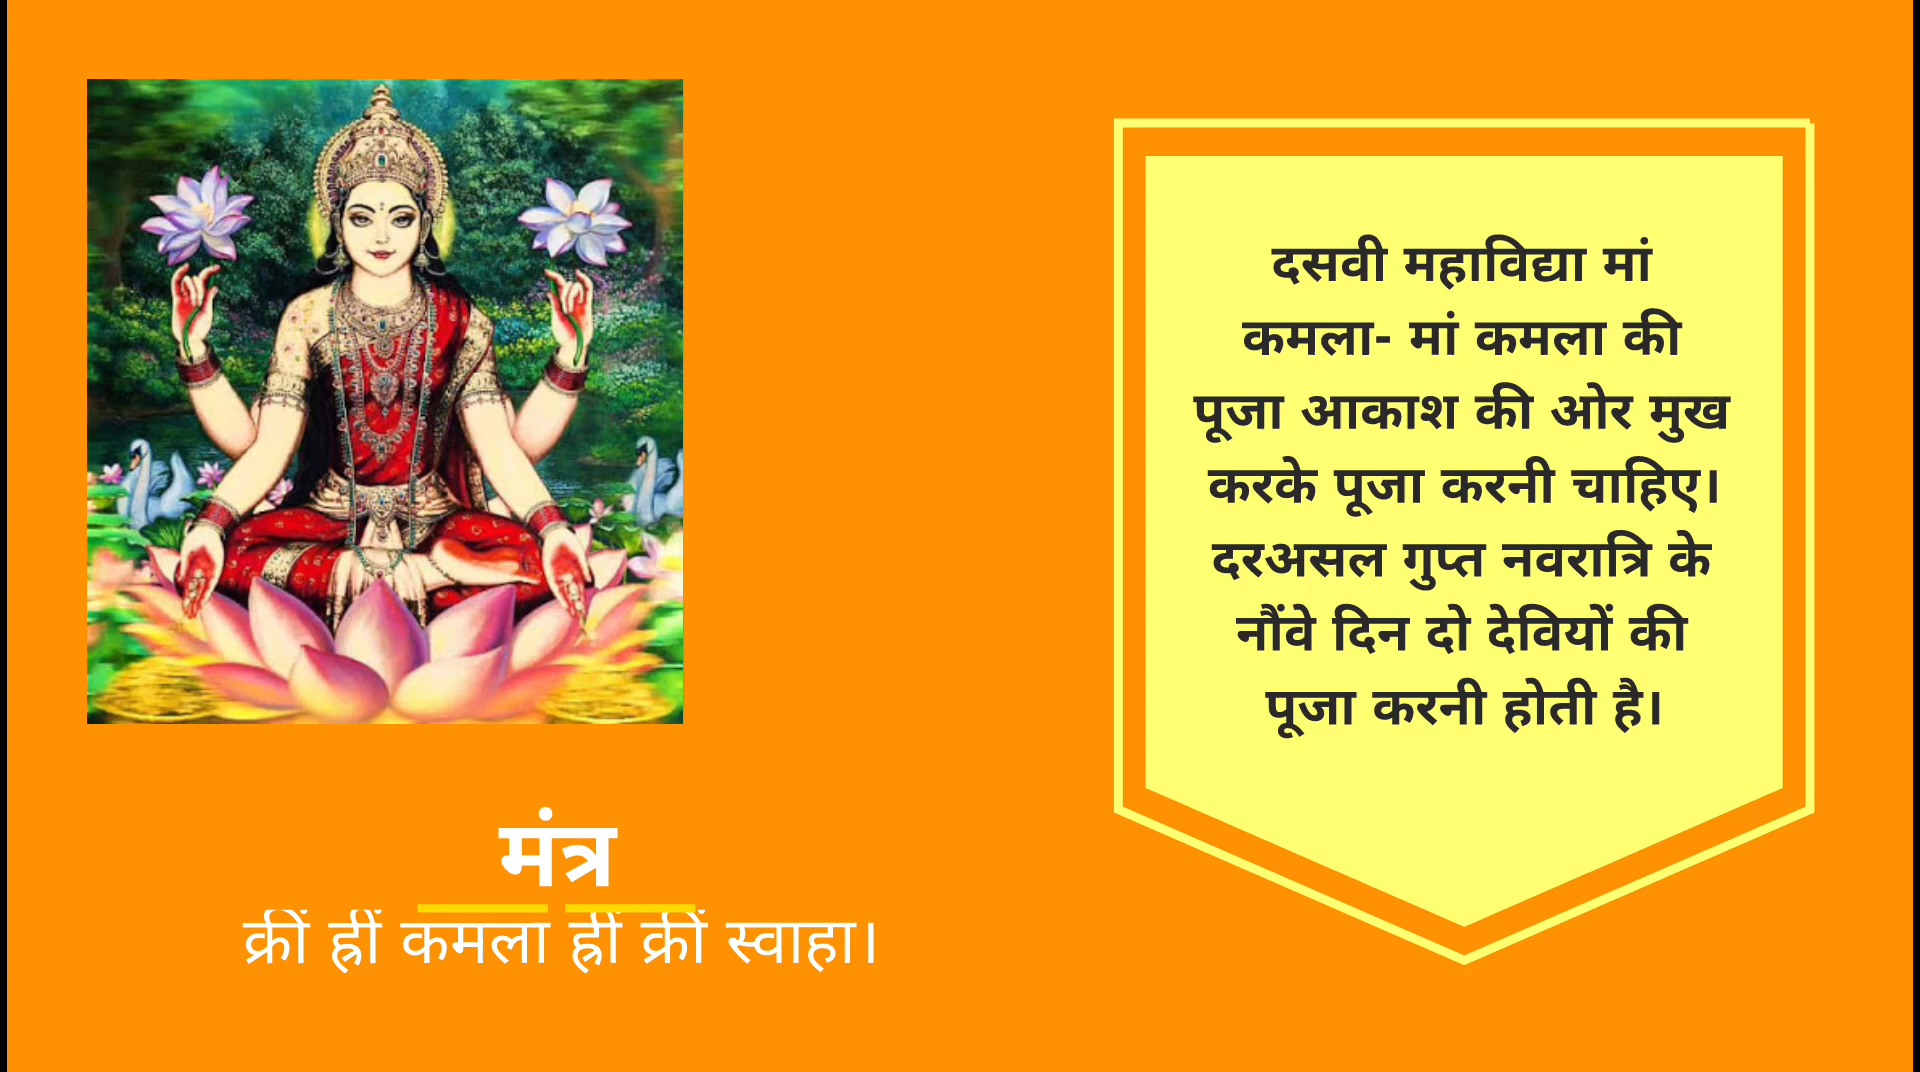 दसवी महाविद्या मां
कमला- मां कमला की
पूजा आकाश की ओर मुख
करके पूजा करनी चाहिए।
दरअसल गुप्त नवरात्रि के
नौंवे दिन दो देवियों की
पूजा करनी होती है।
मंत्र
क्रीं ह्रीं कमला ह्रीं क्रीं स्वाहा।